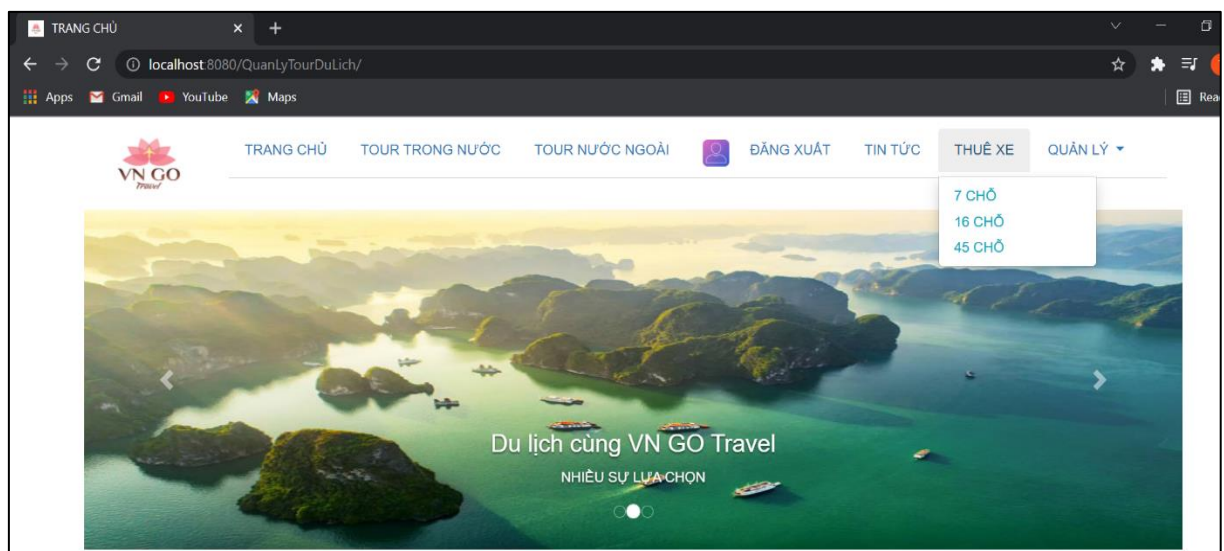 TRANG CHỦ
localhost:8080/QuanLyTourDuLich/
Apps Gmail YouTube Maps
VN GO
Travel
TRANG CHỦ TOUR TRONG NƯỚC TOUR NƯỚC NGOÀI ĐĂNG XUẤT TIN TỨC THUÊ XE QUẢN LÝ
7 CHỖ
16 CHỖ
45 CHỖ
Du lịch cùng VN GO Travel
NHIỀU SỰ LỰA CHỌN